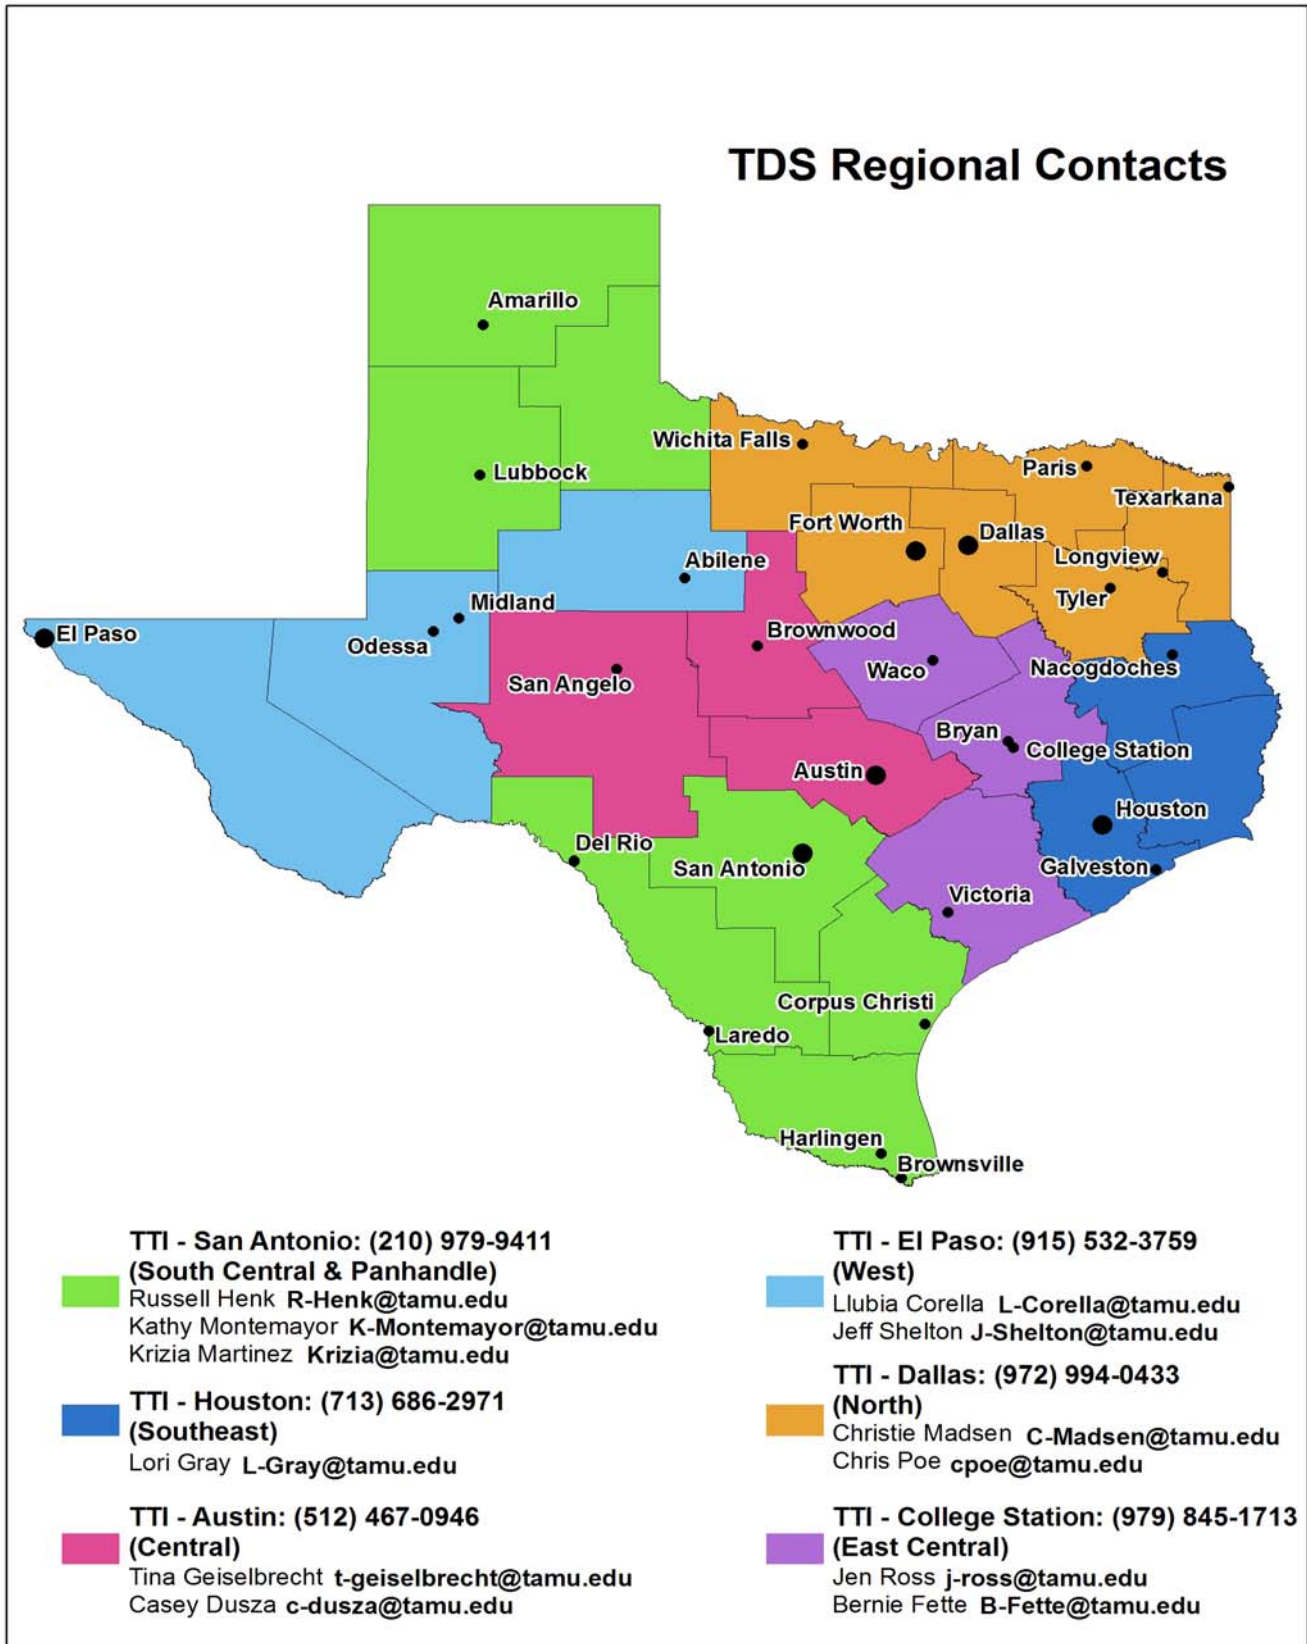 TDS Regional Contacts
Amarillo
Wichita Falls
Paris
Lubbock
Texarkana
Fort Worth
Dallas
Abilene
Longview
Tyler
Midland
El Paso
Odessa
Brownwood
Waco
Nacogdoches
San Angelo
Bryan
College Station
Austin
Houston
Del Rio
San Antonio
Galveston
Victoria
Corpus Christi
Laredo
Harlingen
Brownsville
TTI - San Antonio: (210) 979-9411
(South Central & Panhandle)
Russell Henk R-Henk@tamu.edu
Kathy Montemayor K-Montemayor@tamu.edu
Krizia Martinez Krizia@tamu.edu
TTI - Houston: (713) 686-2971
(Southeast)
Lori Gray L-Gray@tamu.edu
TTI - Austin: (512) 467-0946
(Central)
Tina Geiselbrecht t-geiselbrecht@tamu.edu
Casey Dusza c-dusza@tamu.edu
TTI - El Paso: (915) 532-3759
(West)
Llubia Corella L-Corella@tamu.edu
Jeff Shelton J-Shelton@tamu.edu
TTI - Dallas: (972) 994-0433
(North)
Christie Madsen C-Madsen@tamu.edu
Chris Poe cpoe@tamu.edu
TTI - College Station: (979) 845-1713
(East Central)
Jen Ross j-ross@tamu.edu
Bernie Fette B-Fette@tamu.edu